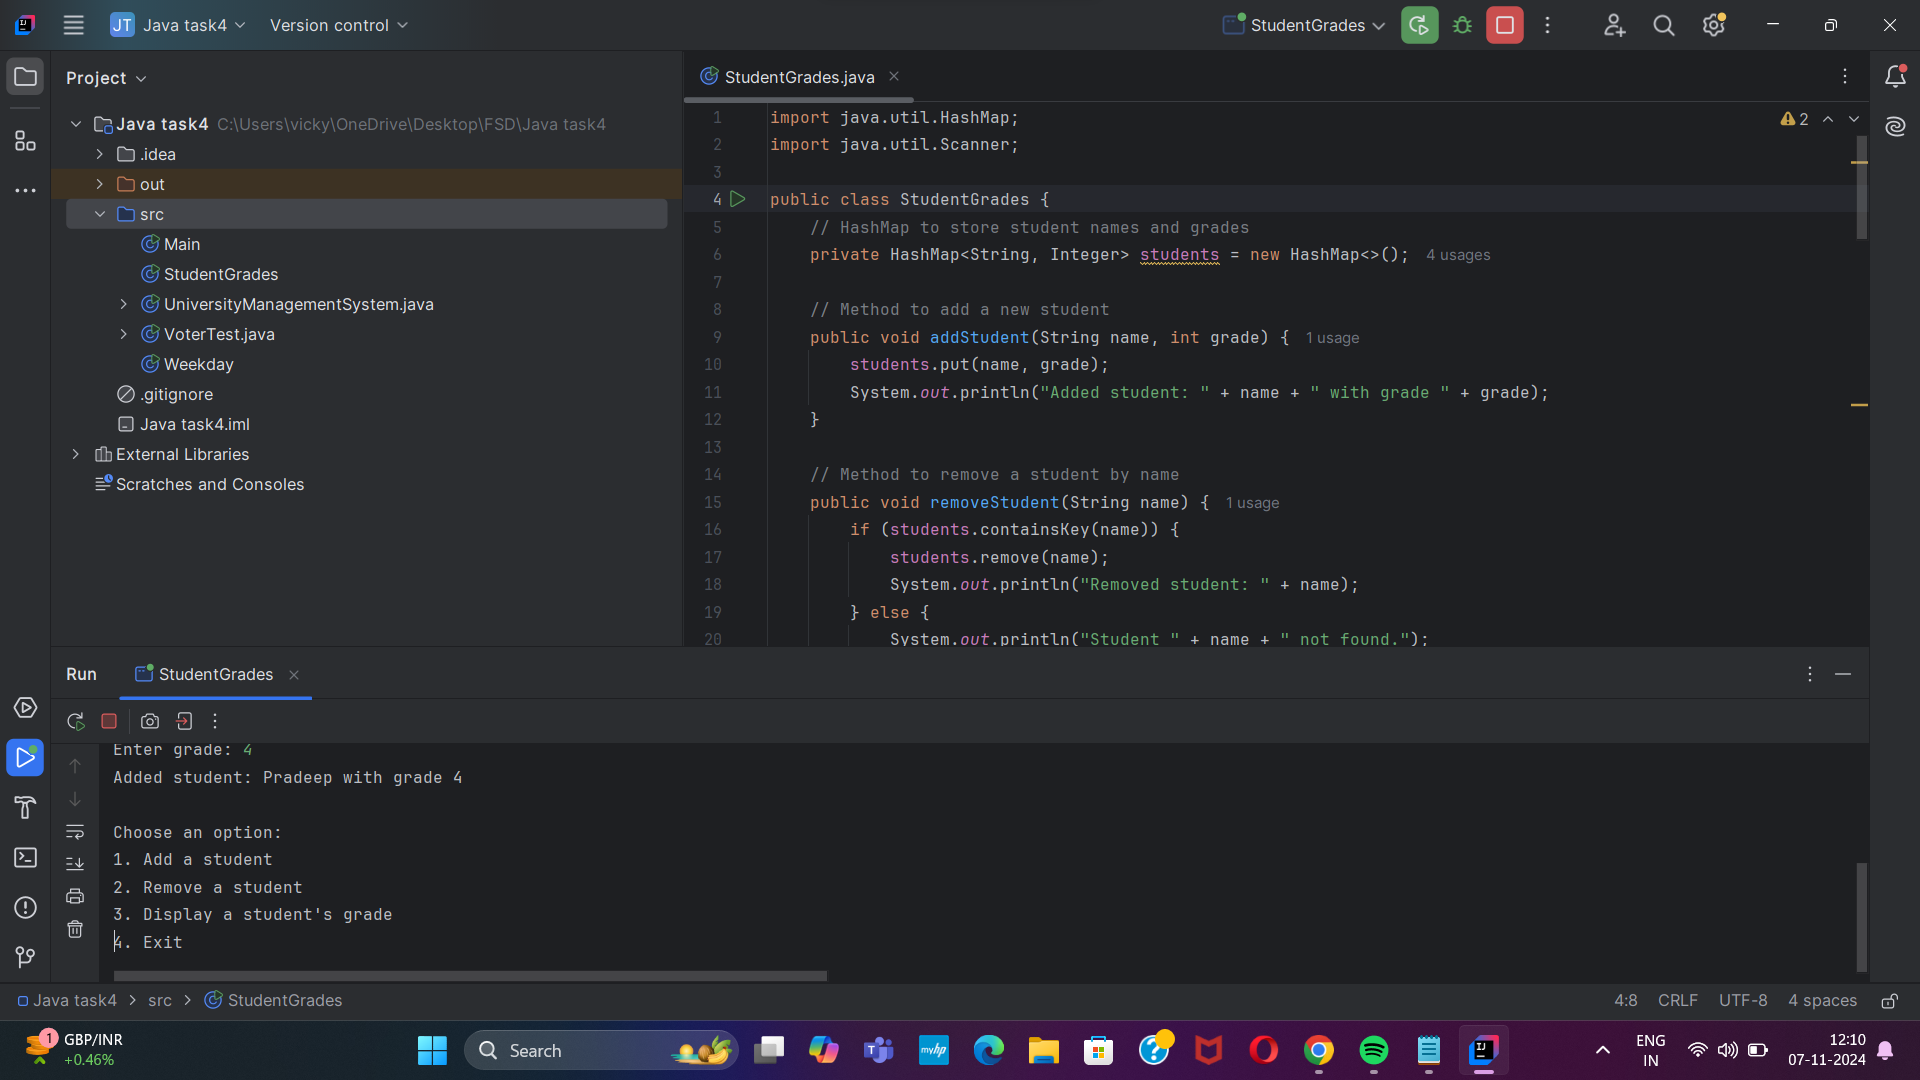 JT Java task4 Version control StudentGrades
Project
Java task4 C:\Users\vicky\OneDrive\Desktop\FSD\Java task4
.idea
out
src
Main
StudentGrades
UniversityManagementSystem.java
VoterTest.java
Weekday
.gitignore
Java task4.iml
External Libraries
Scratches and Consoles
StudentGrades.java
2
1 import java.util.HashMap;
2 import java.util.Scanner;
3
4 public class StudentGrades {
5 // HashMap to store student names and grades
6 private HashMap<String, Integer> students = new HashMap<>(); 4 usages
7
8 // Method to add a new student
9 public void addStudent(String name, int grade) { 1 usage
10 students.put(name, grade);
11 System.out.println("Added student: " + name + " with grade " + grade);
12 }
13
14 // Method to remove a student by name
15 public void removeStudent(String name) { 1 usage
16 if (students.containsKey(name)) {
17 students.remove(name);
18 System.out.println("Removed student: " + name);
19 } else {
20 System.out.println("Student " + name + " not found.");
Run StudentGrades
Enter grade: 4
Added student: Pradeep with grade 4
Choose an option:
1. Add a student
2. Remove a student
3. Display a student's grade
4. Exit
Java task4 > src > StudentGrades 4:8 CRLF UTF-8 4 spaces
1 GBP/INR
+0.46%
Search
myhp
ENG
IN
12:10
07-11-2024